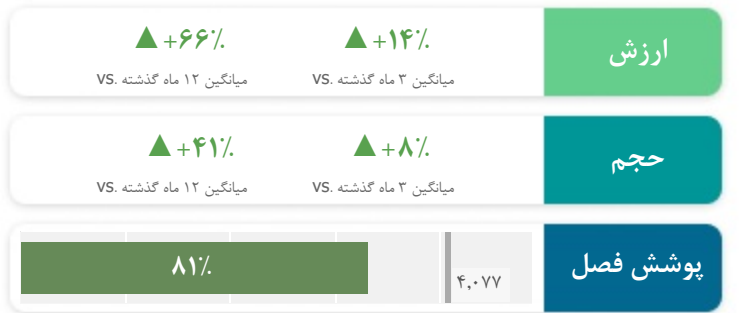 ارزش
▲+۱۴٪ ▲+۶۶٪
میانگین ۳ ماه گذشته .VS میانگین ۱۲ ماه گذشته .VS
حجم
▲+۸٪ ▲+۴۱٪
میانگین ۳ ماه گذشته .VS میانگین ۱۲ ماه گذشته .VS
پوشش فصل
۸۱٪
۴,۰۷۷